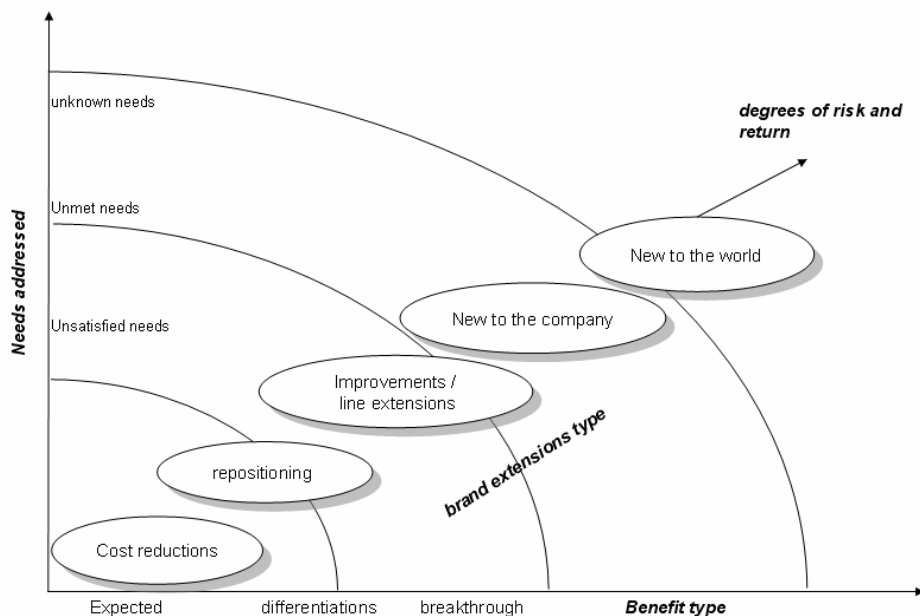 unknown needs
degrees of risk and
return
Unmet needs
Needs addressed
New to the world
Unsatisfied needs
New to the company
Improvements /
line extensions
brand extensions type
repositioning
Cost reductions
Expected
differentiations
breakthrough
Benefit type